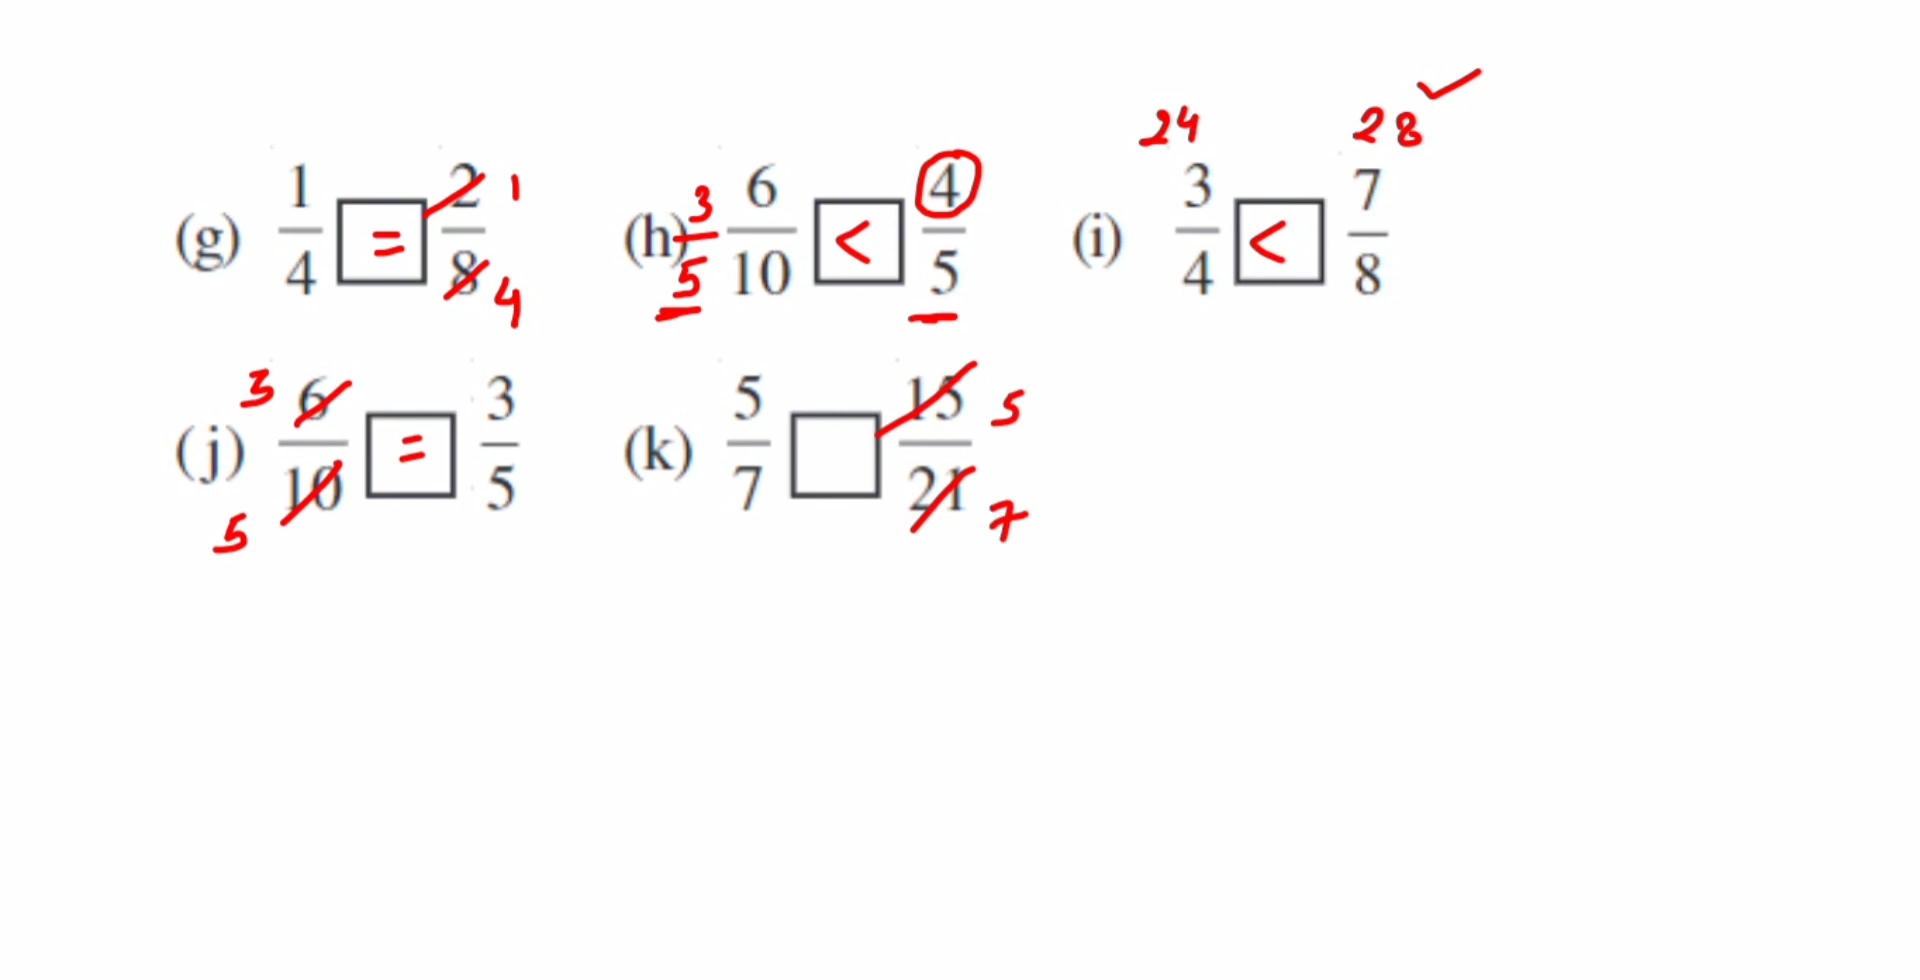 24 28 ✓
(g) 1/4 = 2/8 1/4 (h) 3/5 6/10 < 4/5 (i) 3/4 < 7/8
(j) 3/5 6/10 = 3/5 (k) 5/7 □ 15/21 5/7